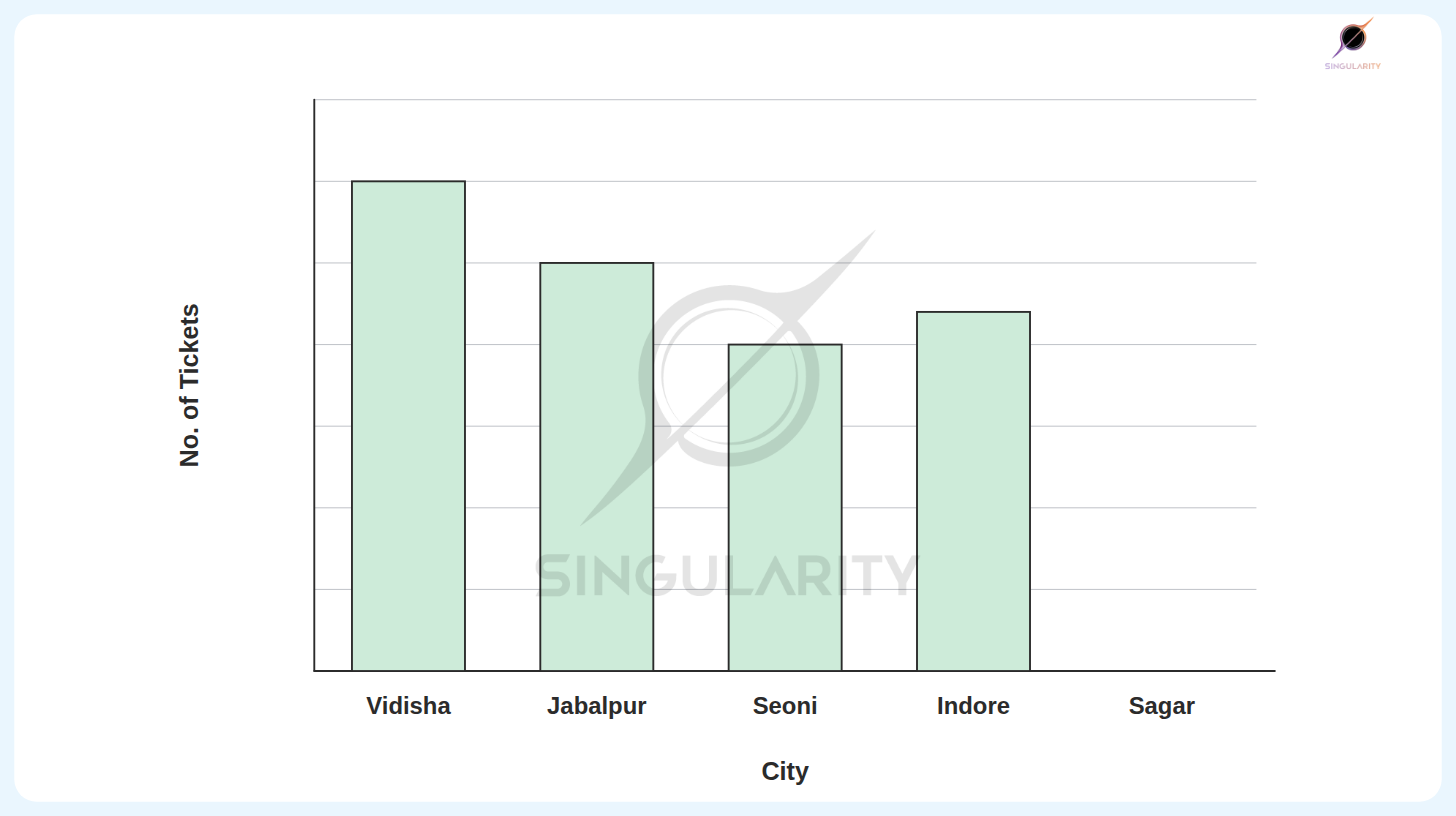 SINGULARITY
No. of Tickets
SINGULARITY
Vidisha Jabalpur Seoni Indore Sagar
City